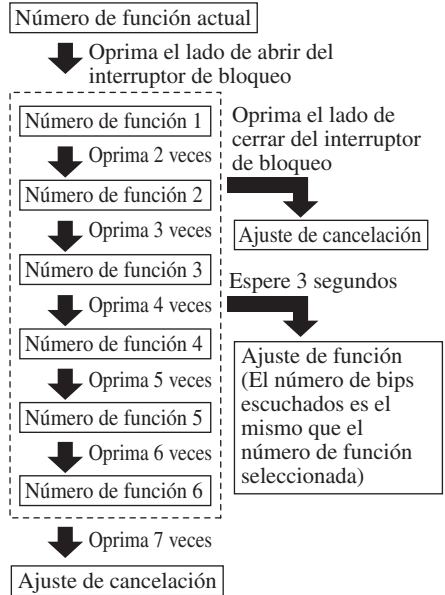 Número de función actual
Oprima el lado de abrir del
interruptor de bloqueo
Número de función 1
Oprima 2 veces
Número de función 2
Oprima 3 veces
Número de función 3
Oprima 4 veces
Número de función 4
Oprima 5 veces
Número de función 5
Oprima 6 veces
Número de función 6
Oprima 7 veces
Ajuste de cancelación
Oprima el lado de
cerrar del interruptor
de bloqueo
Ajuste de cancelación
Espere 3 segundos
Ajuste de función
(El número de bips
escuchados es el
mismo que el
número de función
seleccionada)